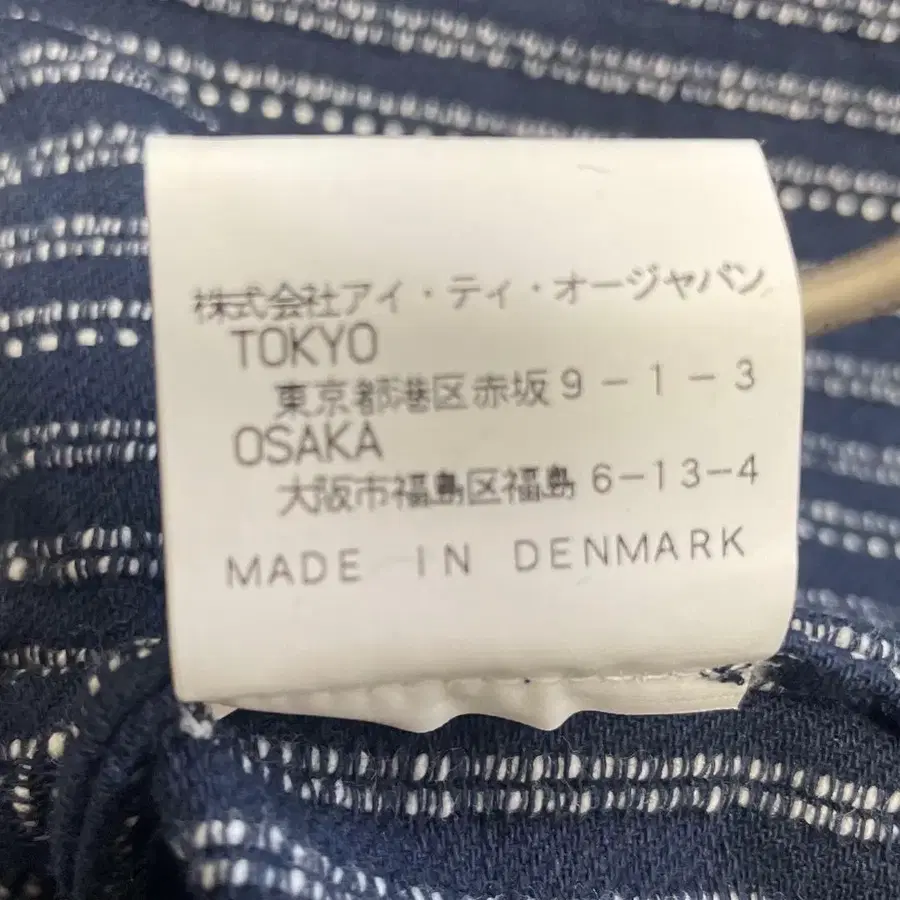 株式会社アイ・ティ・オージャパン
TOKYO
東京都港区赤坂9-1-3
OSAKA
大阪市福島区福島6-13-4
MADE IN DENMARK